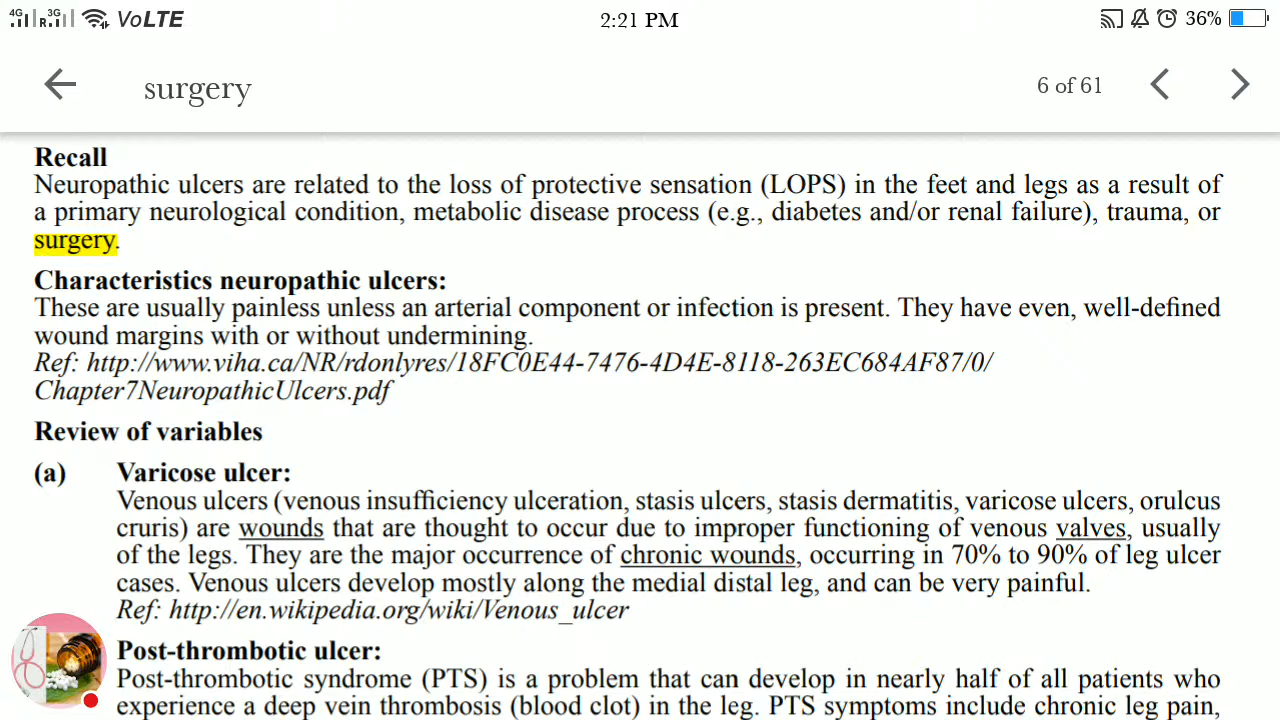 4G R 3G VoLTE 2:21 PM 36%
surgery 6 of 61
Recall
Neuropathic ulcers are related to the loss of protective sensation (LOPS) in the feet and legs as a result of
a primary neurological condition, metabolic disease process (e.g., diabetes and/or renal failure), trauma, or
surgery.
Characteristics neuropathic ulcers:
These are usually painless unless an arterial component or infection is present. They have even, well-defined
wound margins with or without undermining.
Ref: http://www.viha.ca/NR/rdonlyres/18FC0E44-7476-4D4E-8118-263EC684AF87/0/
Chapter7NeuropathicUlcers.pdf
Review of variables
(a) Varicose ulcer:
Venous ulcers (venous insufficiency ulceration, stasis ulcers, stasis dermatitis, varicose ulcers, orulcus
cruris) are wounds that are thought to occur due to improper functioning of venous valves, usually
of the legs. They are the major occurrence of chronic wounds, occurring in 70% to 90% of leg ulcer
cases. Venous ulcers develop mostly along the medial distal leg, and can be very painful.
Ref: http://en.wikipedia.org/wiki/Venous_ulcer
Post-thrombotic ulcer:
Post-thrombotic syndrome (PTS) is a problem that can develop in nearly half of all patients who
experience a deep vein thrombosis (blood clot) in the leg. PTS symptoms include chronic leg pain,